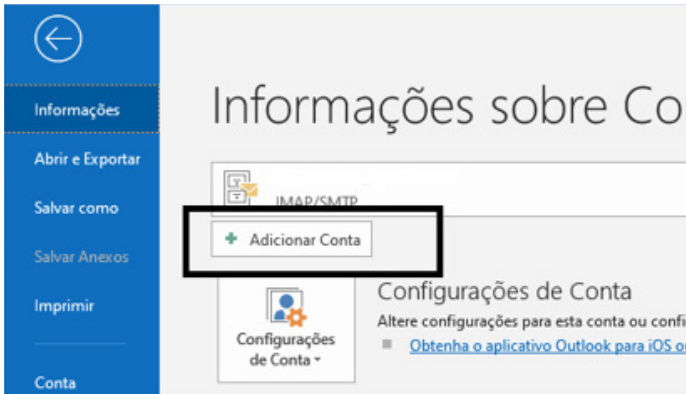 Informações
Abrir e Exportar
Salvar como
Salvar Anexos
Imprimir
Conta
Informações sobre Co
IMAP/SMTP
+ Adicionar Conta
Configurações
de Conta
Configurações de Conta
Altere configurações para esta conta ou confi
Obtenha o aplicativo Outlook para iOS o